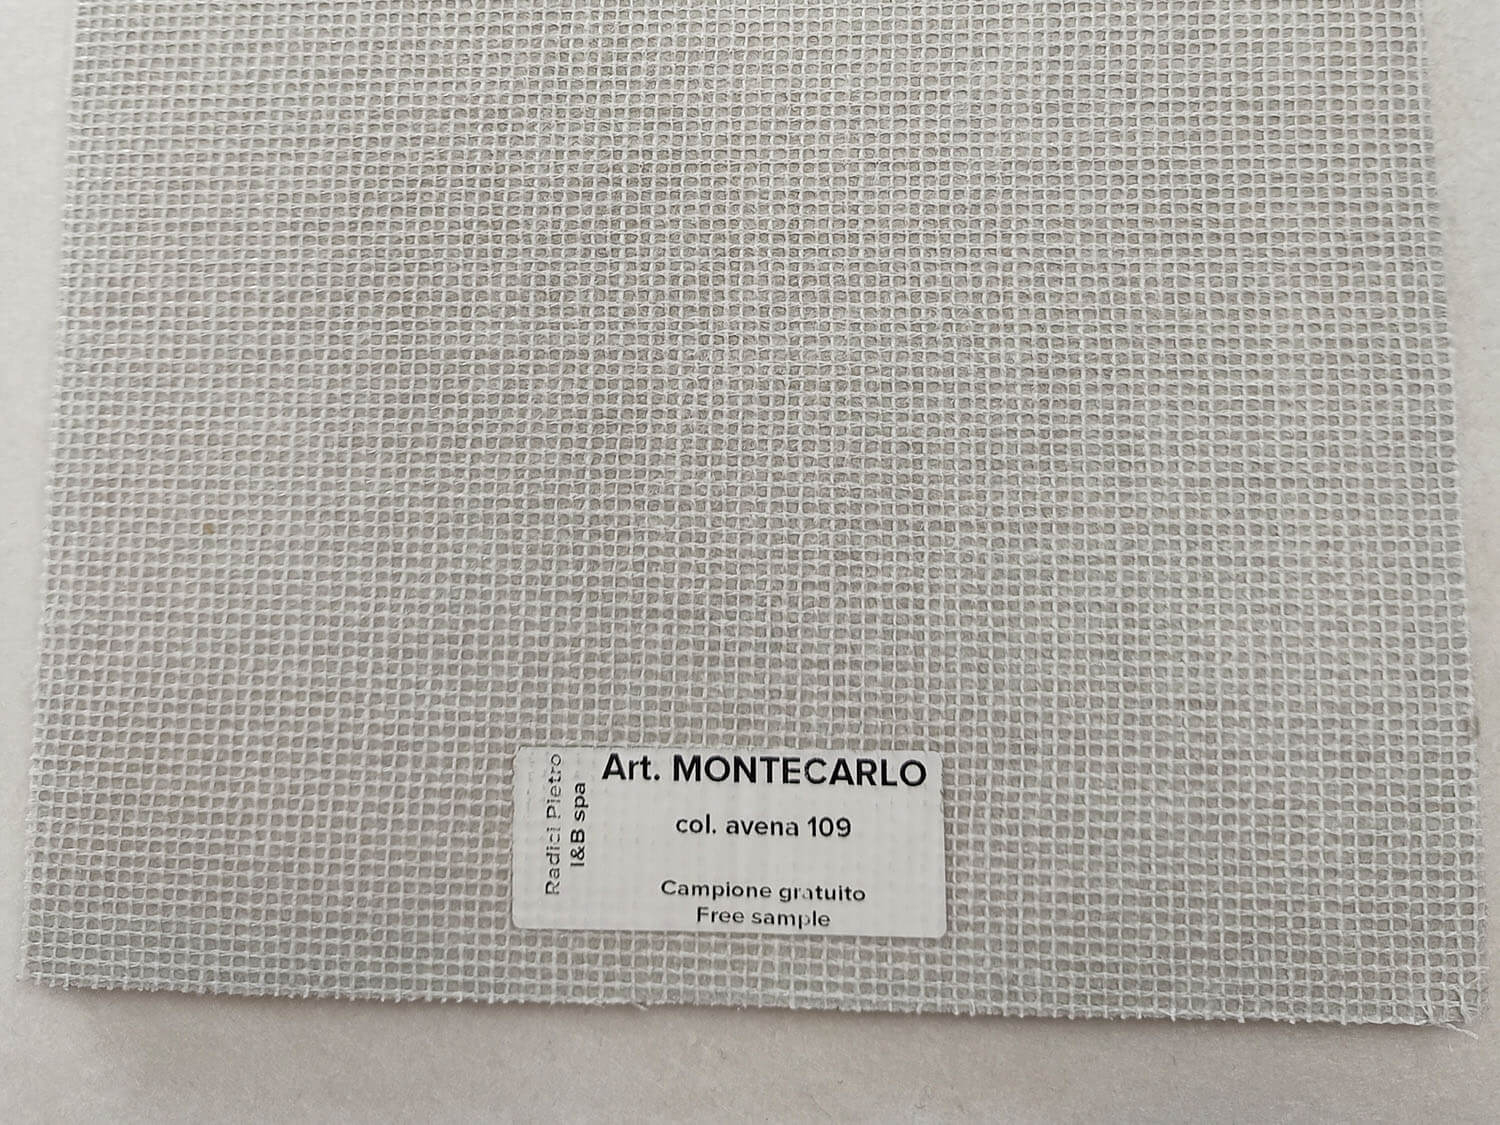 Radici Pietro
I&B spa
Art. MONTECARLO
col. avena 109
Campione gratuito
Free sample